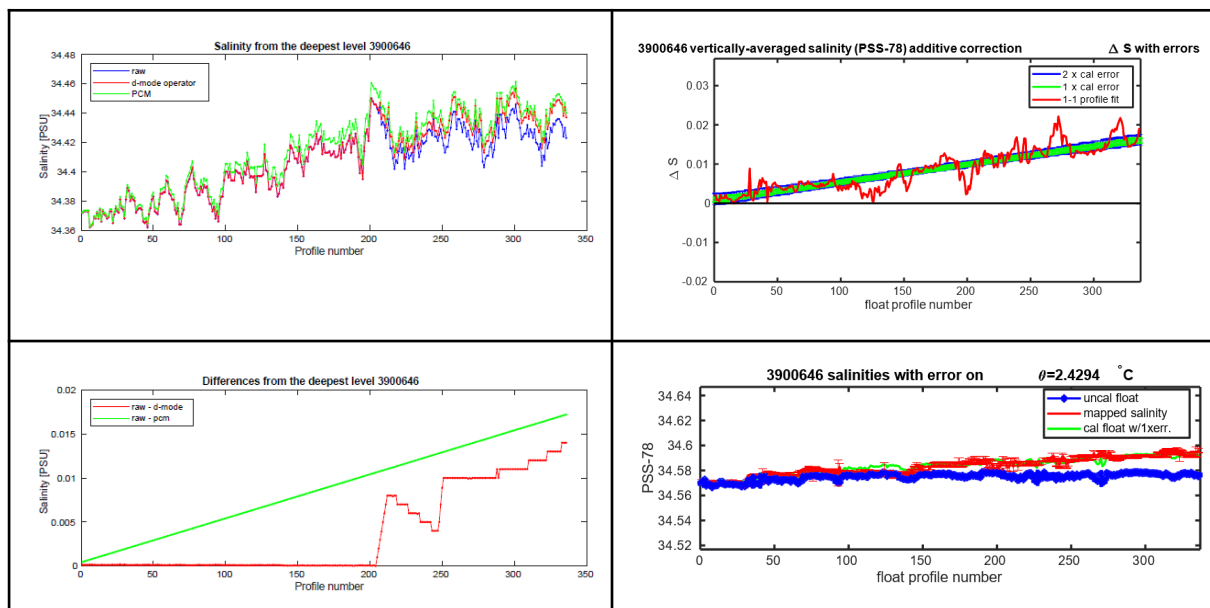 Salinity from the deepest level 3900646
34.48
34.46
34.44
34.42
34.4
34.38
34.36
Salinity [PSU]
raw
d-mode operator
PCM
0
50
100
150
200
250
300
350
Profile number
3900646 vertically-averaged salinity (PSS-78) additive correction
Δ S with errors
0.03
0.02
0.01
0
-0.01
-0.02
Δ S
2 x cal error
1 x cal error
1-1 profile fit
0
50
100
150
200
250
300
float profile number
Differences from the deepest level 3900646
0.02
0.015
0.01
0.005
0
Salinity [PSU]
raw - d-mode
raw - pcm
0
50
100
150
200
250
300
350
Profile number
3900646 salinities with error on θ=2.4294 °C
34.64
34.62
34.6
34.58
34.56
34.54
34.52
PSS-78
uncal float
mapped salinity
cal float w/1xerr.
0
50
100
150
200
250
300
float profile number